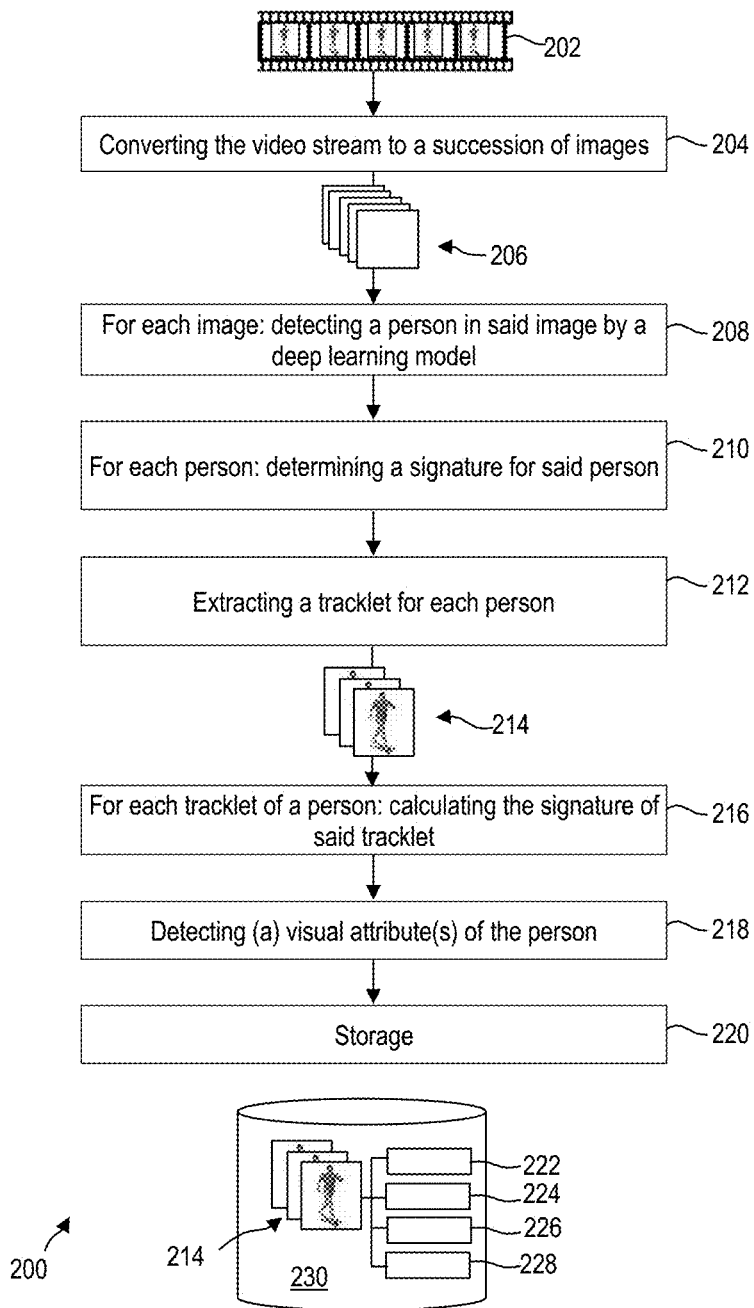 202
Converting the video stream to a succession of images
204
206
For each image: detecting a person in said image by a
deep learning model
208
210
For each person: determining a signature for said person
212
Extracting a tracklet for each person
214
For each tracklet of a person: calculating the signature of
said tracklet
216
Detecting (a) visual attribute(s) of the person
218
Storage
220
222
224
226
228
200
214
230